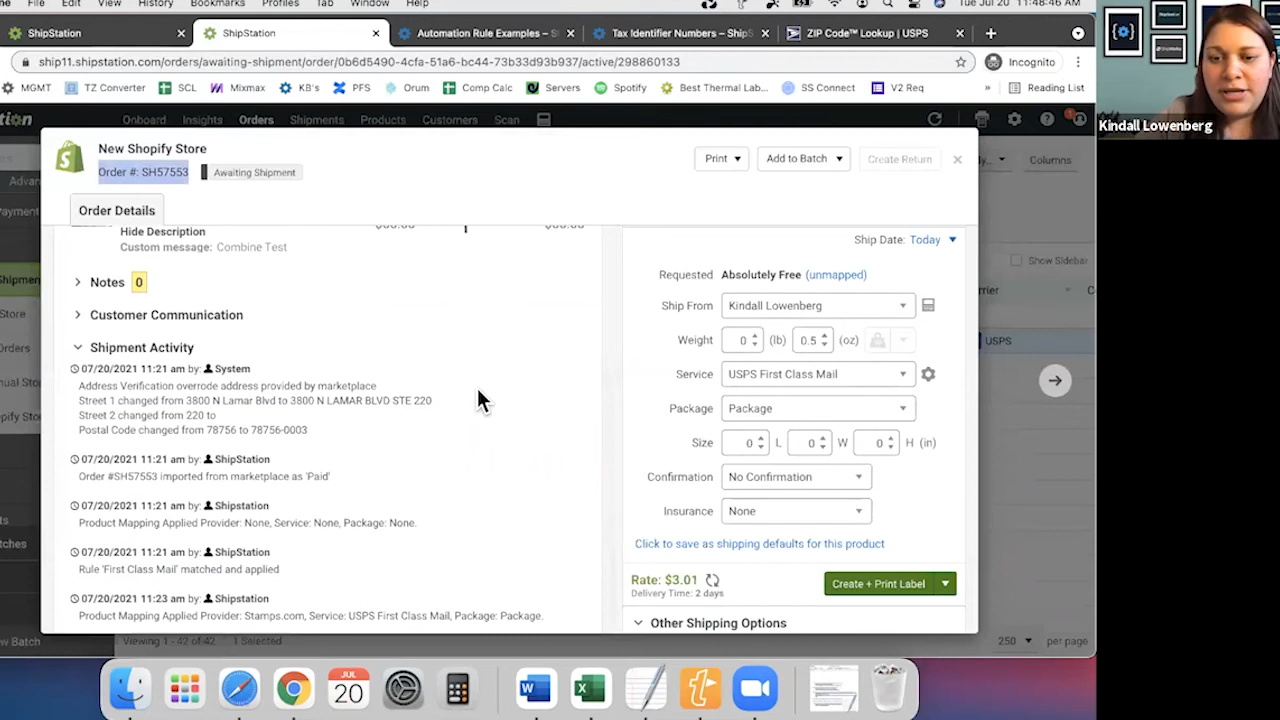 Edit View History Bookmarks Profiles Tab Window Help
Tue Jul 20 11:48:46 AM
ShipStation
ShipStation
Automation Rule Examples – S
Tax Identifier Numbers – ShipS
ZIP Code™ Lookup | USPS
ship11.shipstation.com/orders/awaiting-shipment/order/0b6d5490-4cfa-51a6-bc44-73b33d93b937/active/298860133
Incognito
MGMT TZ Converter SCL Mixmax KB's PFS Orum Comp Calc Servers Spotify Best Thermal Lab... SS Connect V2 Req » Reading List
Kindall Lowenberg
Onboard Insights Orders Shipments Products Customers Scan
New Shopify Store
Order #: SH57553
Awaiting Shipment
Print
Add to Batch
Create Return
Columns
Order Details
Hide Description
Custom message: Combine Test
Notes 0
Customer Communication
Shipment Activity
07/20/2021 11:21 am by: System
Address Verification overrode address provided by marketplace
Street 1 changed from 3800 N Lamar Blvd to 3800 N LAMAR BLVD STE 220
Street 2 changed from 220 to
Postal Code changed from 78756 to 78756-0003
07/20/2021 11:21 am by: ShipStation
Order #SH57553 imported from marketplace as 'Paid'
07/20/2021 11:21 am by: Shipstation
Product Mapping Applied Provider: None, Service: None, Package: None.
07/20/2021 11:21 am by: ShipStation
Rule 'First Class Mail' matched and applied
07/20/2021 11:23 am by: Shipstation
Product Mapping Applied Provider: Stamps.com, Service: USPS First Class Mail, Package: Package.
Ship Date: Today
Requested Absolutely Free (unmapped)
Ship From Kindall Lowenberg
Weight 0 (lb) 0.5 (oz)
Service USPS First Class Mail
Package Package
Size 0 L 0 W 0 H (in)
Confirmation No Confirmation
Insurance None
Click to save as shipping defaults for this product
Rate: $3.01
Delivery Time: 2 days
Create + Print Label
Other Shipping Options
Show Sidebar
USPS
Viewing 1 - 42 of 42 1 Selected
250 per page
JUL
20